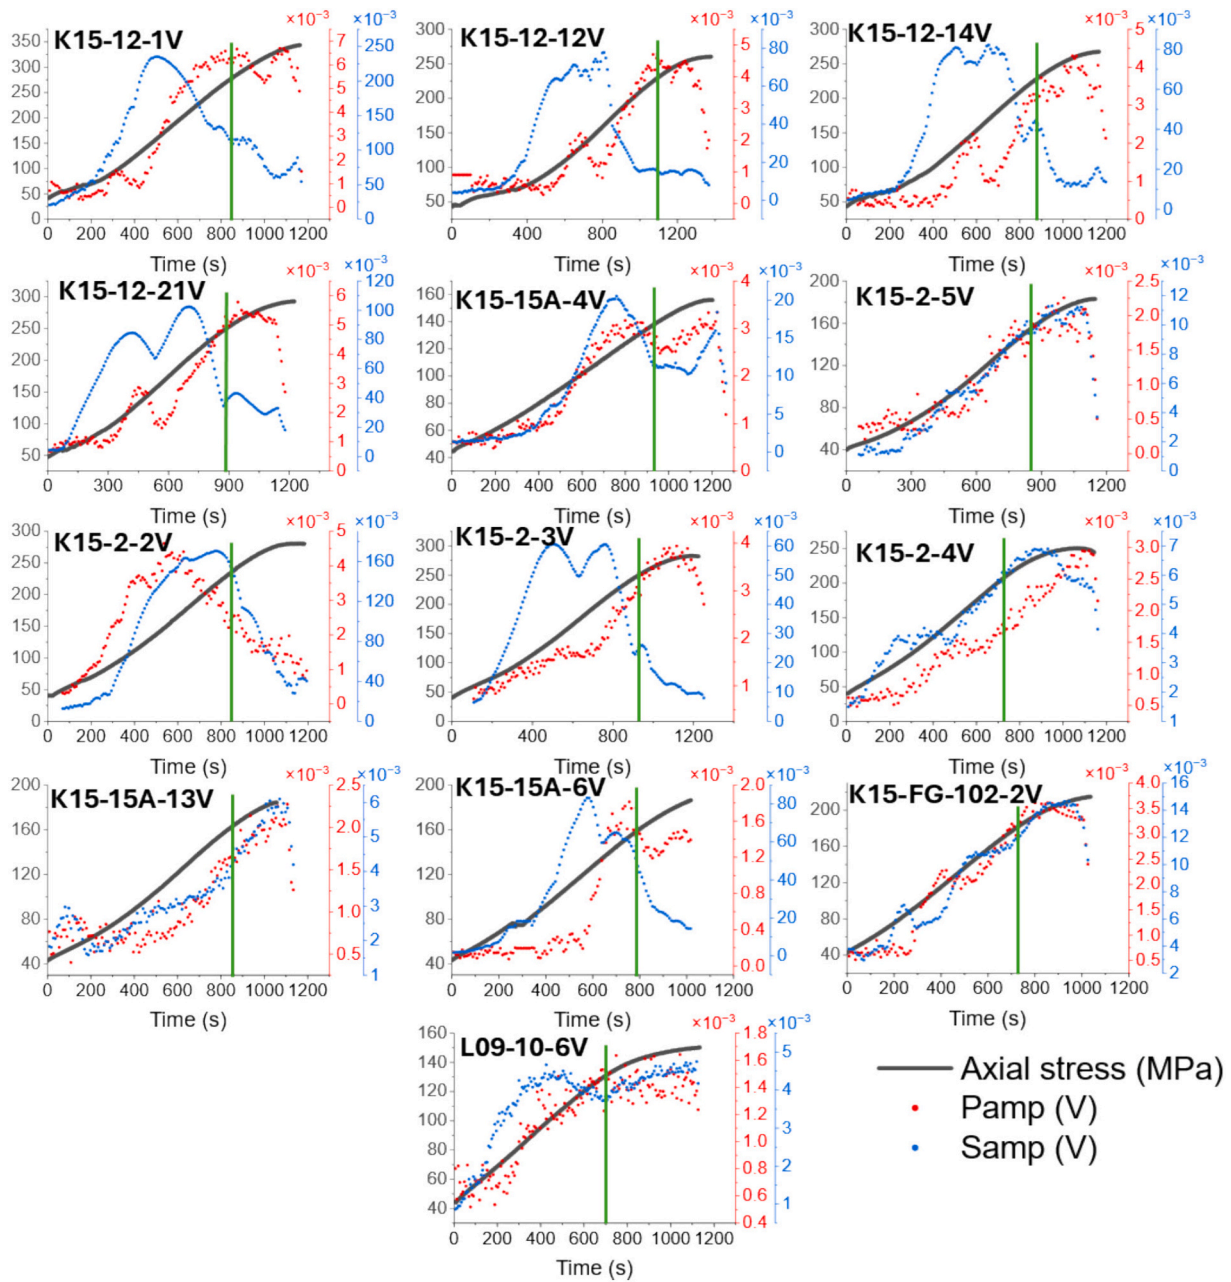 ×10⁻³ ×10⁻³ ×10⁻³ ×10⁻³ ×10⁻³ ×10⁻³
K15-12-1V K15-12-12V K15-12-14V
350 300 250 200 150 100 50 0
7 6 5 4 3 2 1 0
250 200 150 100 50 0
300 250 200 150 100 50
5 4 3 2 1 0
80 60 40 20 0
300 250 200 150 100 50
5 4 3 2 1 0
80 60 40 20 0
0 200 400 600 800 1000 1200
0 400 800 1200
0 200 400 600 800 1000 1200
Time (s) Time (s) Time (s)
×10⁻³ ×10⁻³ ×10⁻³ ×10⁻³ ×10⁻³ ×10⁻³
K15-12-21V K15-15A-4V K15-2-5V
300 250 200 150 100 50
6 5 4 3 2 1 0
120 100 80 60 40 20 0
160 140 120 100 80 60 40
4 3 2 1 0
20 15 10 5 0
200 160 120 80 40
2.5 2.0 1.5 1.0 0.5 0.0
12 10 8 6 4 2 0
0 300 600 900 1200
0 200 400 600 800 1000 1200
0 300 600 900 1200
Time (s) Time (s) Time (s)
×10⁻³ ×10⁻³ ×10⁻³ ×10⁻³ ×10⁻³ ×10⁻³
K15-2-2V K15-2-3V K15-2-4V
300 250 200 150 100 50 0
5 4 3 2 1 0
160 120 80 40 0
300 250 200 150 100 50 0
4 3 2 1
60 50 40 30 20 10 0
250 200 150 100 50 0
3.0 2.5 2.0 1.5 1.0 0.5 0.0
7 6 5 4 3 2 1
0 200 400 600 800 1000 1200
0 400 800 1200
0 200 400 600 800 1000 1200
Time (s) Time (s) Time (s)
×10⁻³ ×10⁻³ ×10⁻³ ×10⁻³ ×10⁻³ ×10⁻³
K15-15A-13V K15-15A-6V K15-FG-102-2V
200 160 120 80 40
2.5 2.0 1.5 1.0 0.5
6 5 4 3 2 1
200 160 120 80 40
2.0 1.8 1.6 1.4 1.2 1.0 0.8 0.6 0.4 0.2 0.0
80 60 40 20 0
200 160 120 80 40
4.0 3.5 3.0 2.5 2.0 1.5 1.0 0.5
16 14 12 10 8 6 4 2
0 200 400 600 800 1000 1200
0 200 400 600 800 1000 1200
0 200 400 600 800 1000 1200
Time (s) Time (s) Time (s)
×10⁻³ ×10⁻³
L09-10-6V
160 140 120 100 80 60 40
1.8 1.6 1.4 1.2 1.0 0.8 0.6 0.4
5 4 3 2 1
0 200 400 600 800 1000 1200
Time (s)
Axial stress (MPa)
Pamp (V)
Samp (V)